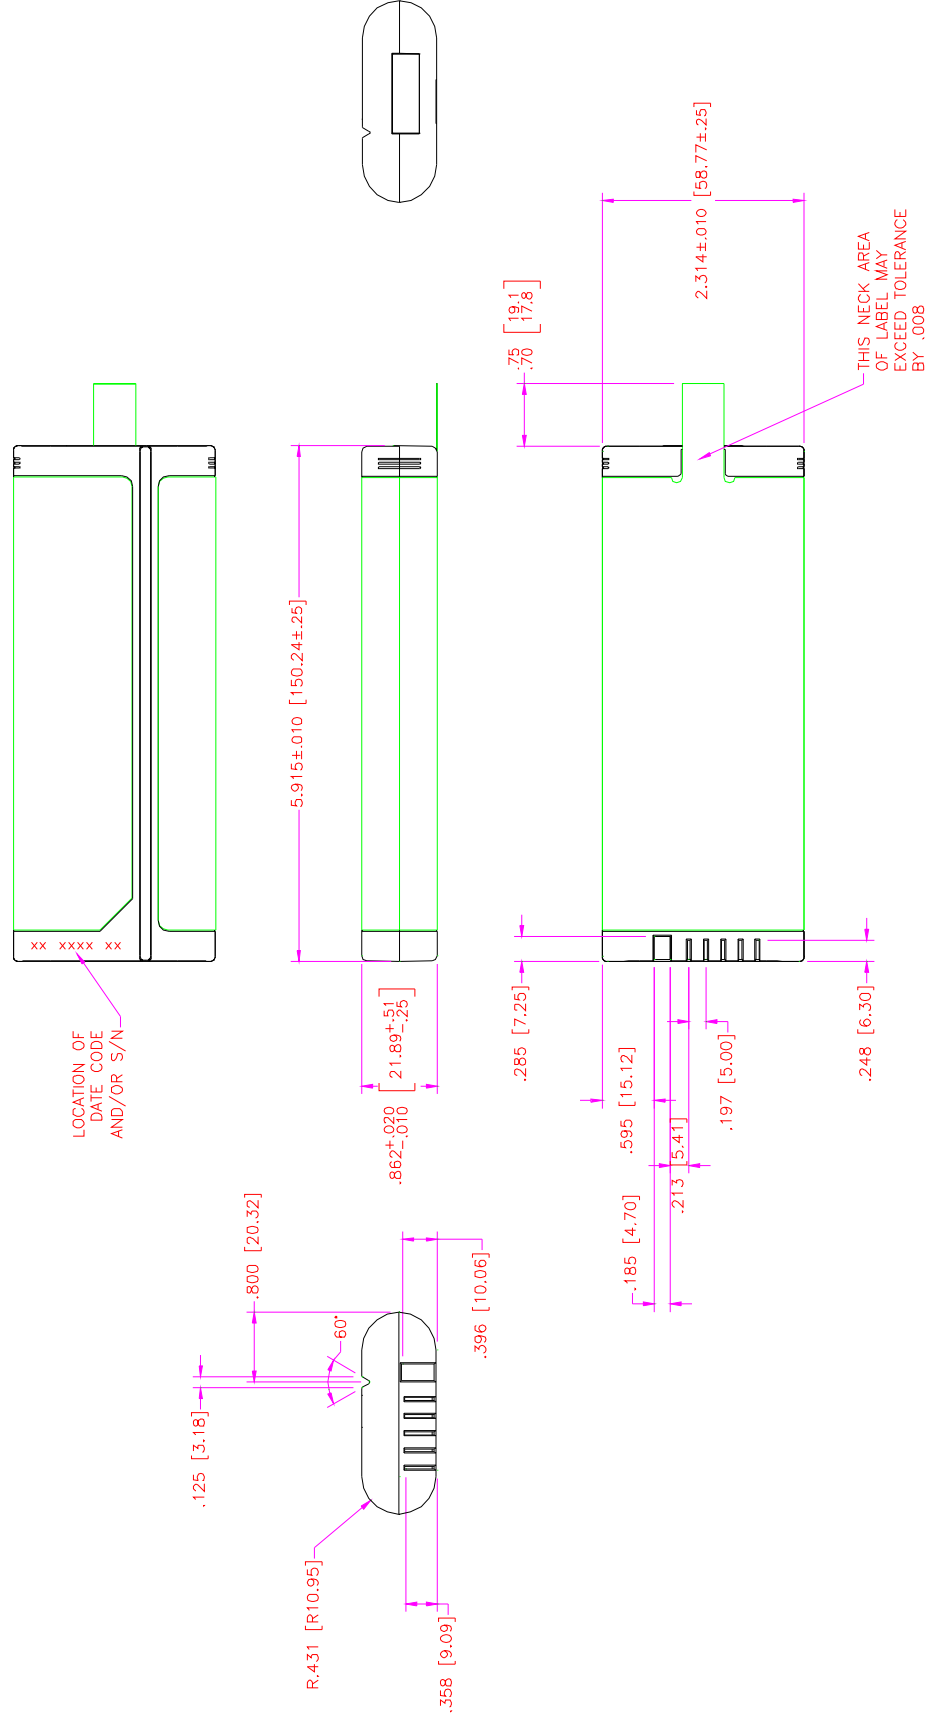 2.314±.010 [58.77±.25]
THIS NECK AREA
OF LABEL MAY
EXCEED TOLERANCE
BY .008
.75
.70
[19.1
17.8]
5.915±.010 [150.24±.25]
XX XXXX XX
LOCATION OF
DATE CODE
AND/OR S/N
.862+.020
-.010
[21.89+.51
-.25]
.285 [7.25]
.595 [15.12]
.248 [6.30]
.197 [5.00]
.213 [5.41]
.185 [4.70]
.800 [20.32]
.396 [10.06]
60°
.125 [3.18]
R.431 [R10.95]
.358 [9.09]